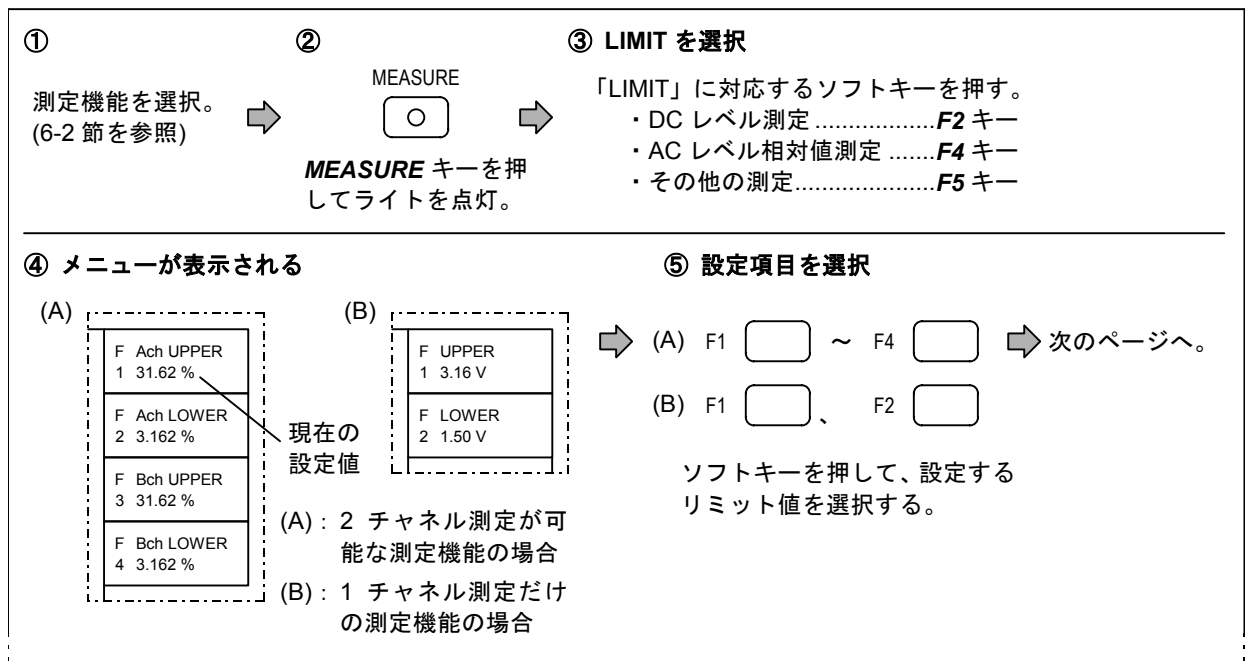 ①
測定機能を選択。
(6-2 節を参照)
②
MEASURE
MEASURE キーを押
してライトを点灯。
③ LIMIT を選択
「LIMIT」に対応するソフトキーを押す。
・DC レベル測定 ..................F2 キー
・AC レベル相対値測定 .......F4 キー
・その他の測定.....................F5 キー
④ メニューが表示される
(A)
F Ach UPPER
1 31.62 %
F Ach LOWER
2 3.162 %
F Bch UPPER
3 31.62 %
F Bch LOWER
4 3.162 %
現在の
設定値
(B)
F UPPER
1 3.16 V
F LOWER
2 1.50 V
(A)：2 チャネル測定が可
能な測定機能の場合
(B)：1 チャネル測定だけ
の測定機能の場合
⑤ 設定項目を選択
(A) F1 ～ F4 次のページへ。
(B) F1 、 F2
ソフトキーを押して、設定する
リミット値を選択する。